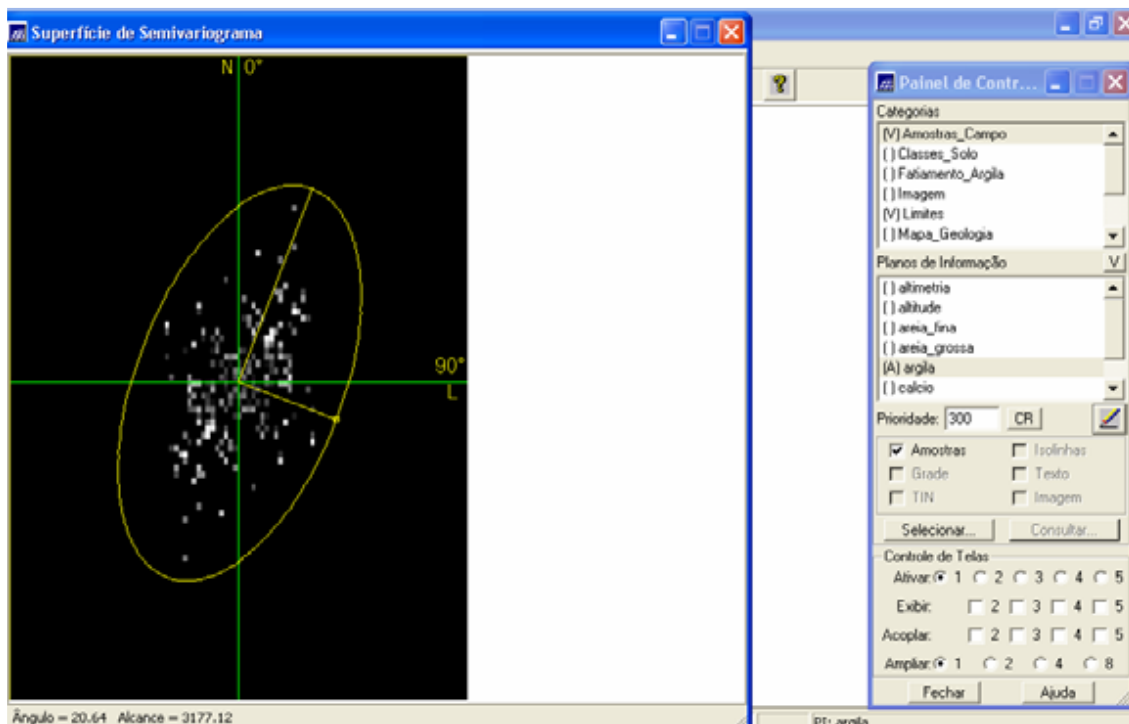 Superfície de Semivariograma
N 0°
90°
L
Ângulo = 20.64 Alcance = 3177.12
?
Painel de Contr...
Categorias
(V) Amostras_Campo
( ) Classes_Solo
( ) Fatiamento_Argila
( ) Imagem
(V) Limites
( ) Mapa_Geologia
Planos de Informação V
( ) altimetria
( ) altitude
( ) areia_fina
( ) areia_grossa
(A) argila
( ) calcio
Prioridade: 300 CR
Amostras Isolinhas
Grade Texto
TIN Imagem
Selecionar... Consultar...
Controle de Telas
Ativar: 1 2 3 4 5
Exibir: 2 3 4 5
Acoplar: 2 3 4 5
Ampliar: 1 2 4 8
Fechar Ajuda
PI: argila